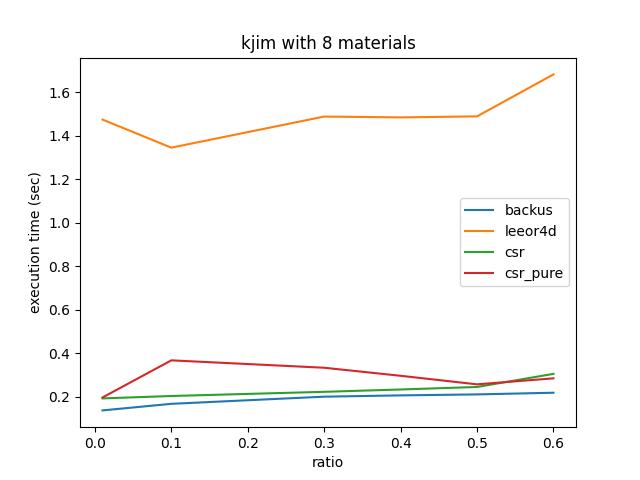 kjim with 8 materials
execution time (sec)
1.6
1.4
1.2
1.0
0.8
0.6
0.4
0.2
backus
leeor4d
csr
csr_pure
0.0 0.1 0.2 0.3 0.4 0.5 0.6
ratio